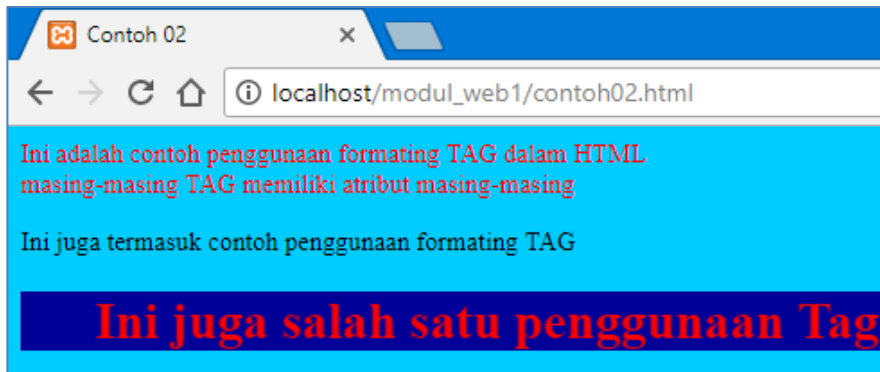 Contoh 02
localhost/modul_web1/contoh02.html
Ini adalah contoh penggunaan formating TAG dalam HTML
masing-masing TAG memiliki atribut masing-masing
Ini juga termasuk contoh penggunaan formating TAG
Ini juga salah satu penggunaan Tag